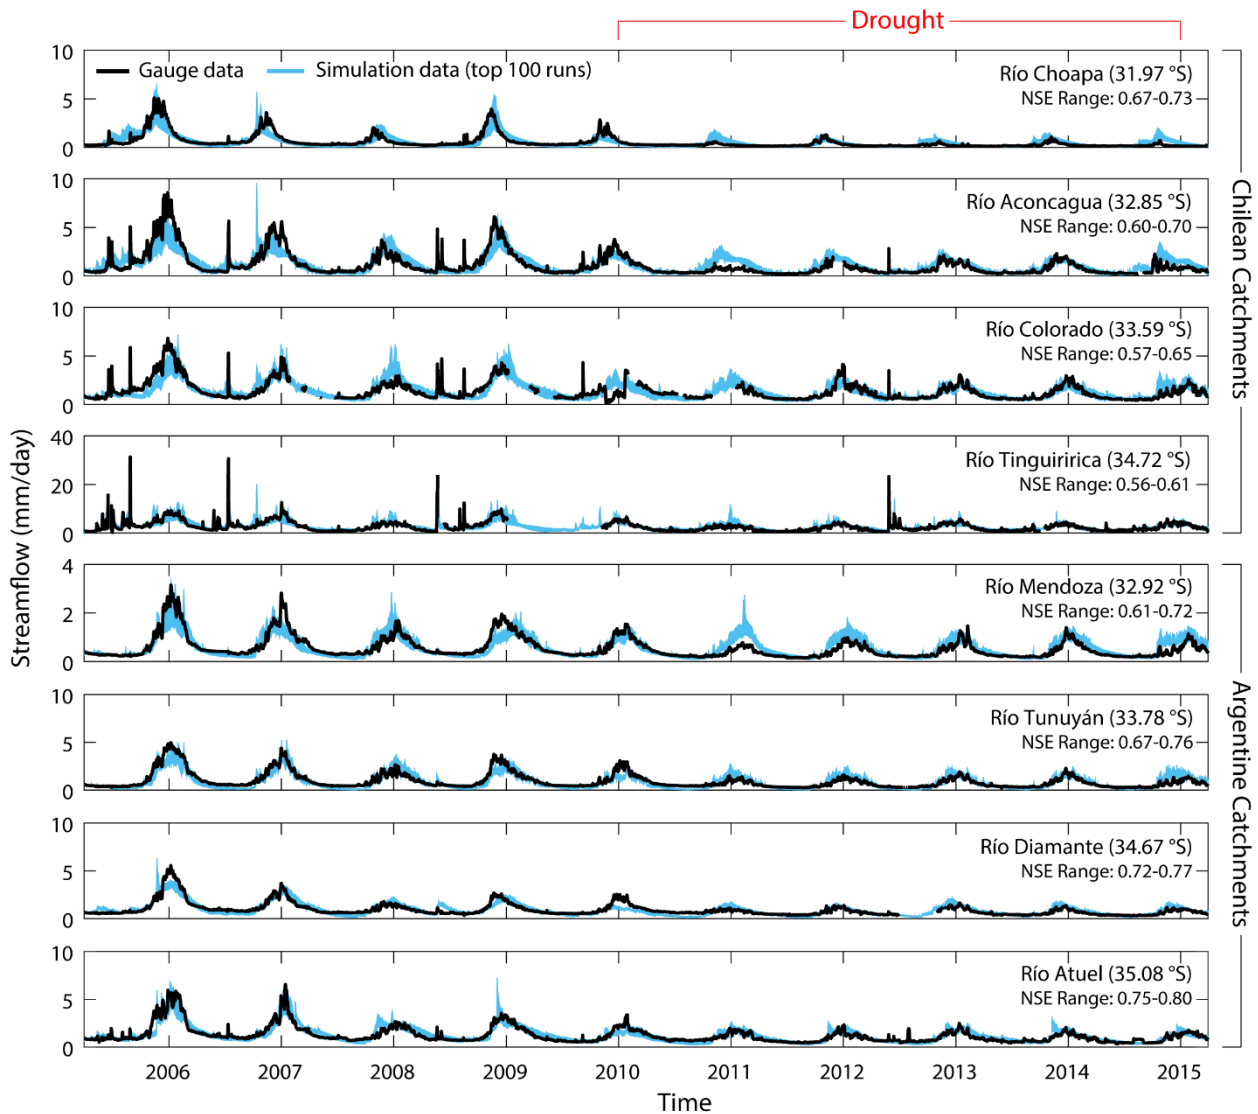 Drought
Gauge data
Simulation data (top 100 runs)
Río Choapa (31.97 °S)
NSE Range: 0.67-0.73
10
5
0
Río Aconcagua (32.85 °S)
NSE Range: 0.60-0.70
10
5
0
Río Colorado (33.59 °S)
NSE Range: 0.57-0.65
10
5
0
Río Tinguiririca (34.72 °S)
NSE Range: 0.56-0.61
40
20
0
Río Mendoza (32.92 °S)
NSE Range: 0.61-0.72
4
2
0
Río Tunuyán (33.78 °S)
NSE Range: 0.67-0.76
10
5
0
Río Diamante (34.67 °S)
NSE Range: 0.72-0.77
10
5
0
Río Atuel (35.08 °S)
NSE Range: 0.75-0.80
10
5
0
2006 2007 2008 2009 2010 2011 2012 2013 2014 2015
Time
Streamflow (mm/day)
Chilean Catchments
Argentine Catchments